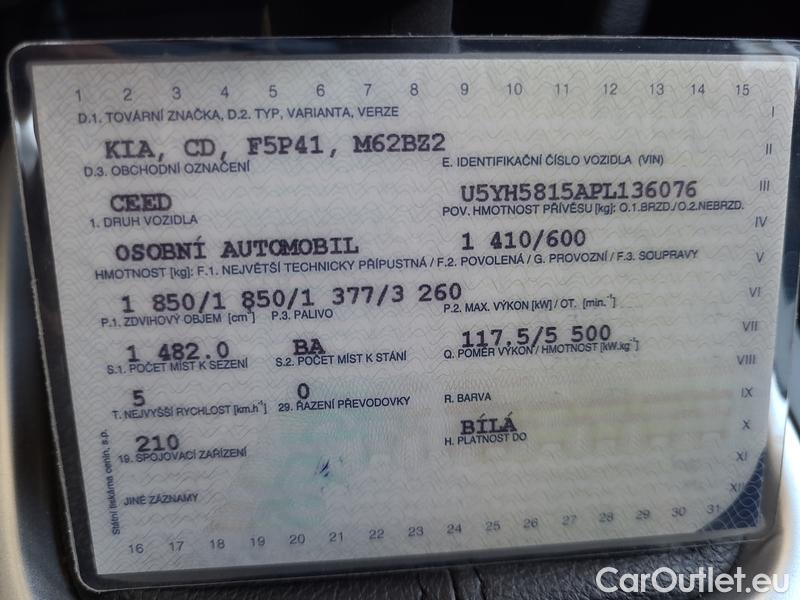 1 2 3 4 5 6 7 8 9 10 11 12 13 14 15
D.1. TOVÁRNÍ ZNAČKA, D.2. TYP, VARIANTA, VERZE
I
KIA, CD, F5P41, M62BZ2
II
D.3. OBCHODNÍ OZNAČENÍ E. IDENTIFIKAČNÍ ČÍSLO VOZIDLA (VIN)
CEED U5YH5815APL136076
III
1. DRUH VOZIDLA POV. HMOTNOST PŘÍVĚSU [kg]: O.1.BRZD./O.2.NEBRZD.
IV
OSOBNÍ AUTOMOBIL 1 410/600
HMOTNOST [kg]: F.1. NEJVĚTŠÍ TECHNICKY PŘÍPUSTNÁ / F.2. POVOLENÁ / G. PROVOZNÍ / F.3. SOUPRAVY
V
1 850/1 850/1 377/3 260
VI
P.1. ZDVIHOVÝ OBJEM [cm³] P.3. PALIVO P.2. MAX. VÝKON [kW] / OT. [min.⁻¹]
1 482.0 BA 117.5/5 500
VII
S.1. POČET MÍST K SEZENÍ S.2. POČET MÍST K STÁNÍ Q. POMĚR VÝKON / HMOTNOST [kW.kg⁻¹]
VIII
5 0
T. NEJVYŠŠÍ RYCHLOST [km.h⁻¹] 29. ŘAZENÍ PŘEVODOVKY R. BARVA
IX
210 BÍLÁ
X
19. SPOJOVACÍ ZAŘÍZENÍ H. PLATNOST DO
XI
JINÉ ZÁZNAMY
XII
Státní tiskárna cenin, s.p.
16 17 18 19 20 21 22 23 24 25 26 27 28 29 30 31
CarOutlet.eu